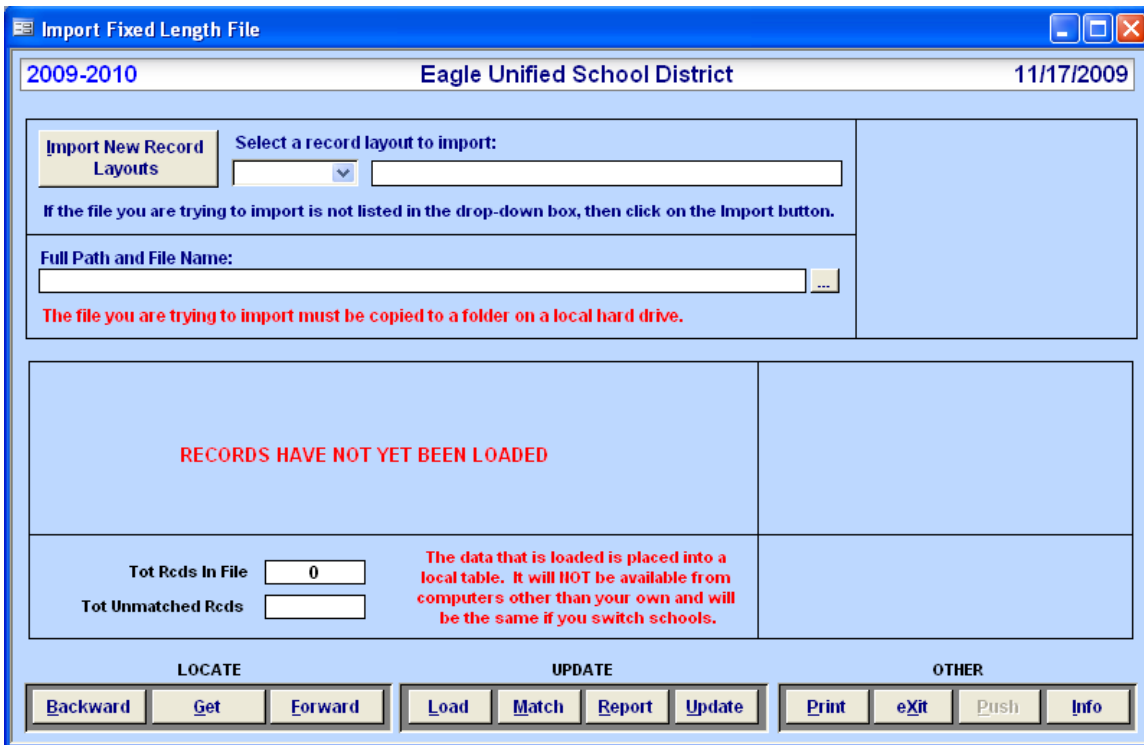 Import Fixed Length File
2009-2010 Eagle Unified School District 11/17/2009
Import New Record
Layouts
Select a record layout to import:
If the file you are trying to import is not listed in the drop-down box, then click on the Import button.
Full Path and File Name:
...
The file you are trying to import must be copied to a folder on a local hard drive.
RECORDS HAVE NOT YET BEEN LOADED
Tot Rcds In File 0
Tot Unmatched Rcds
The data that is loaded is placed into a
local table. It will NOT be available from
computers other than your own and will
be the same if you switch schools.
LOCATE UPDATE OTHER
Backward Get Forward Load Match Report Update Print eXit Push Info